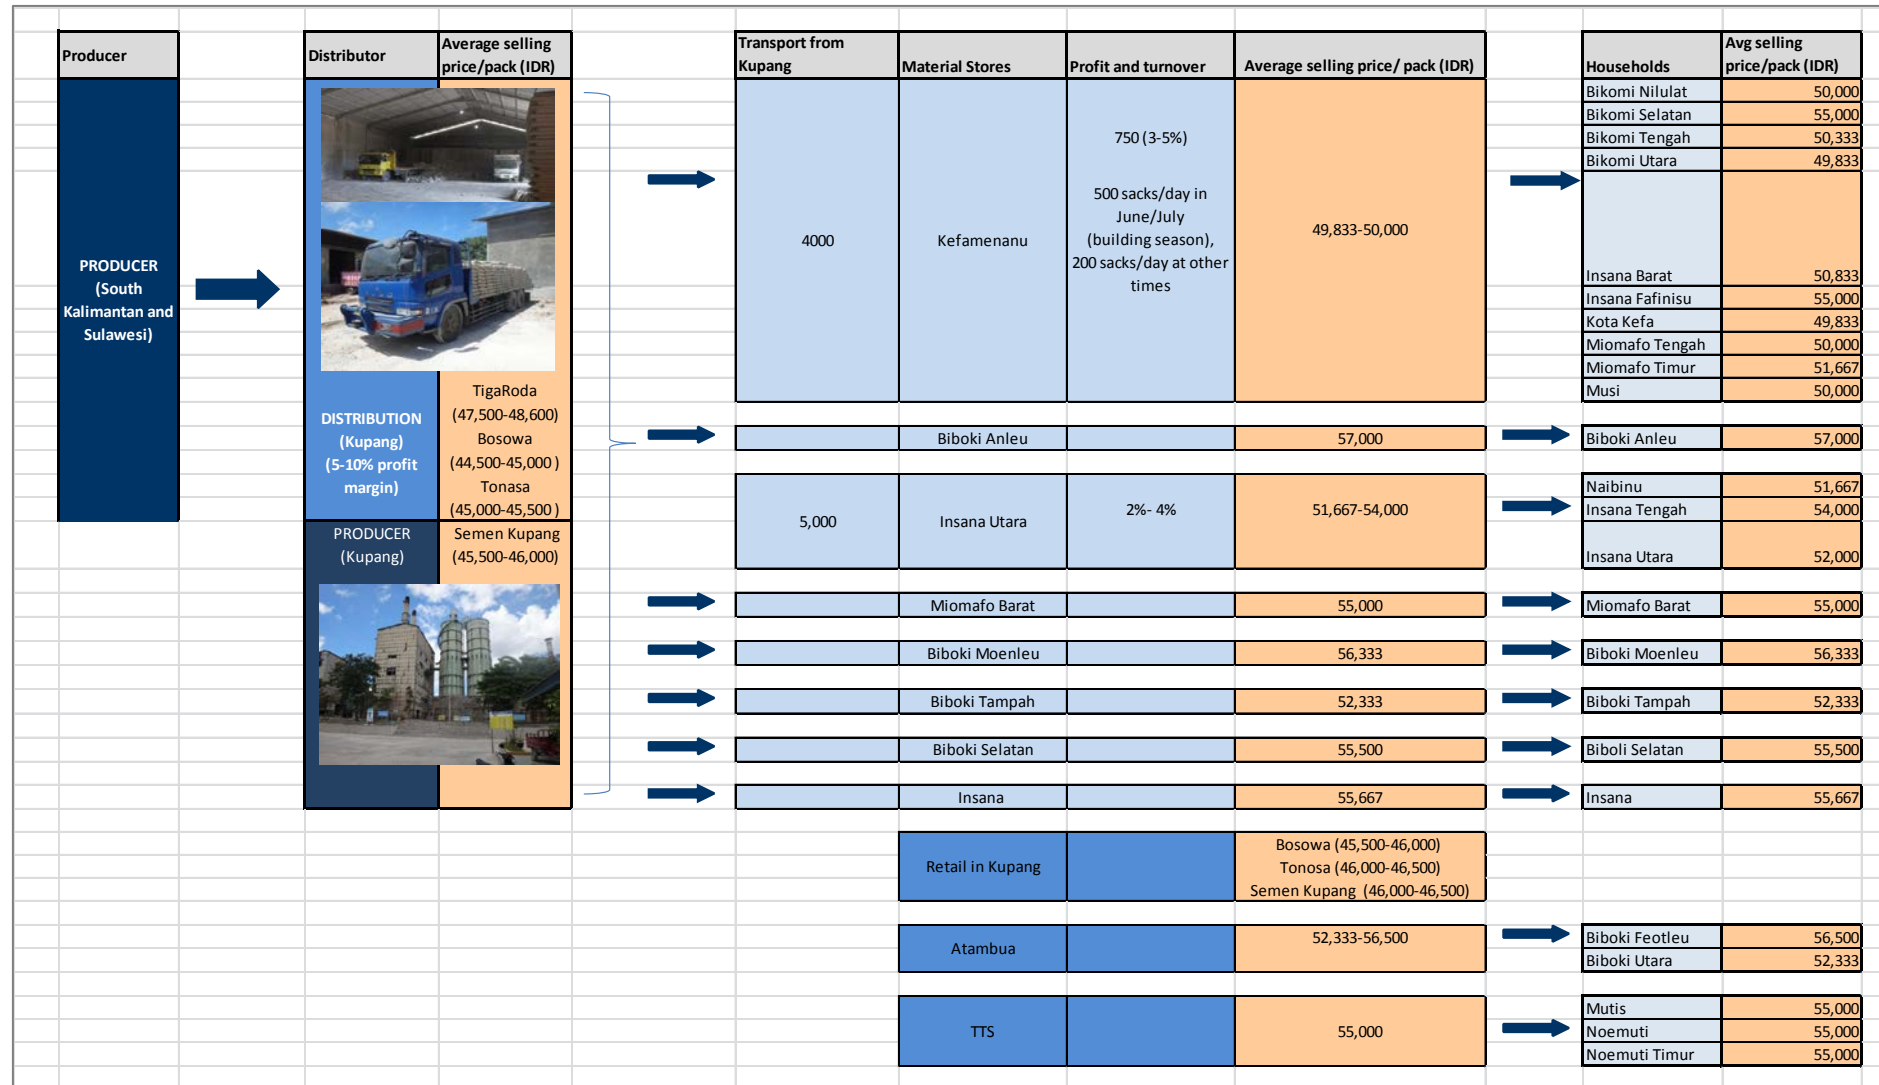 Producer
Distributor
Average selling
price/pack (IDR)
Transport from
Kupang
Material Stores
Profit and turnover
Average selling price/ pack (IDR)
Households
Avg selling
price/pack (IDR)
PRODUCER
(South
Kalimantan and
Sulawesi)
DISTRIBUTION
(Kupang)
(5-10% profit
margin)
TigaRoda
(47,500-48,600)
Bosowa
(44,500-45,000 )
Tonasa
(45,000-45,500 )
PRODUCER
(Kupang)
Semen Kupang
(45,500-46,000)
4000
Kefamenanu
750 (3-5%)
500 sacks/day in
June/July
(building season),
200 sacks/day at other
times
49,833-50,000
Bikomi Nilulat 50,000
Bikomi Selatan 55,000
Bikomi Tengah 50,333
Bikomi Utara 49,833
Insana Barat 50,833
Insana Fafinisu 55,000
Kota Kefa 49,833
Miomafo Tengah 50,000
Miomafo Timur 51,667
Musi 50,000
Biboki Anleu 57,000 Biboki Anleu 57,000
5,000
Insana Utara
2%- 4%
51,667-54,000
Naibinu 51,667
Insana Tengah 54,000
Insana Utara 52,000
Miomafo Barat 55,000 Miomafo Barat 55,000
Biboki Moenleu 56,333 Biboki Moenleu 56,333
Biboki Tampah 52,333 Biboki Tampah 52,333
Biboki Selatan 55,500 Biboli Selatan 55,500
Insana 55,667 Insana 55,667
Retail in Kupang
Bosowa (45,500-46,000)
Tonosa (46,000-46,500)
Semen Kupang (46,000-46,500)
Atambua
52,333-56,500
Biboki Feotleu 56,500
Biboki Utara 52,333
TTS
55,000
Mutis 55,000
Noemuti 55,000
Noemuti Timur 55,000